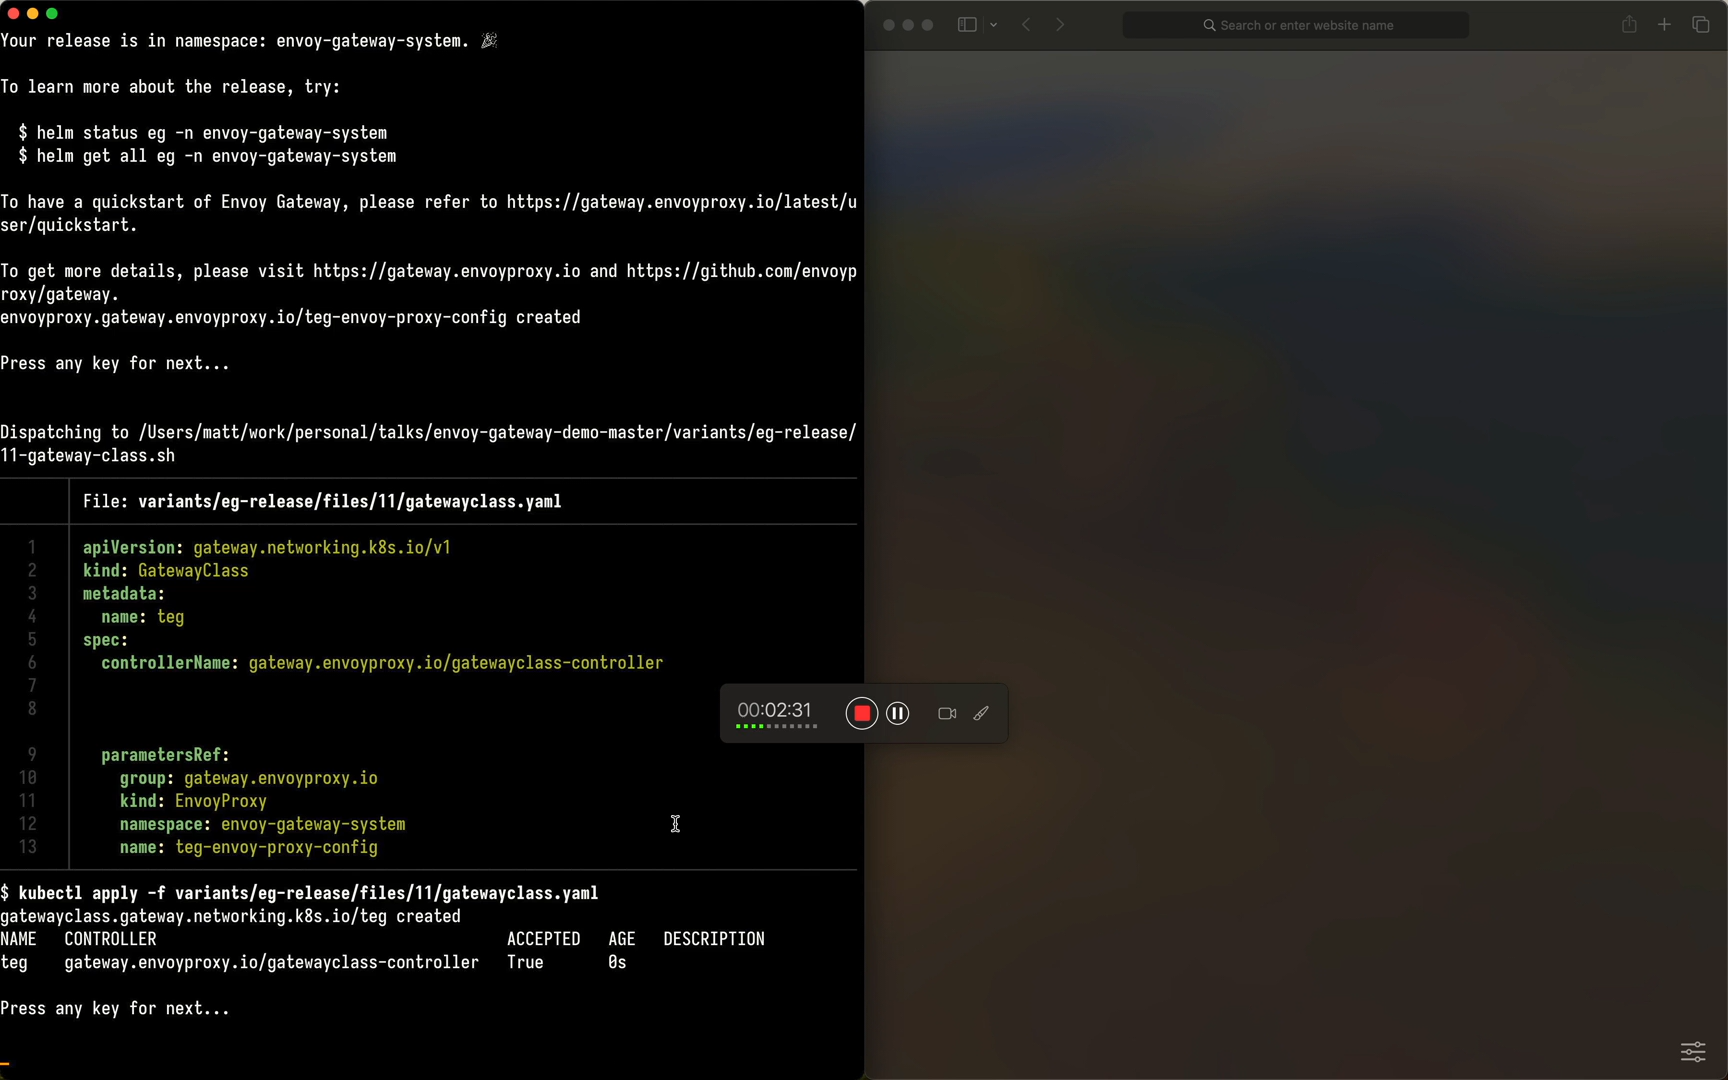 Your release is in namespace: envoy-gateway-system. 🎉
To learn more about the release, try:
$ helm status eg -n envoy-gateway-system
$ helm get all eg -n envoy-gateway-system
To have a quickstart of Envoy Gateway, please refer to https://gateway.envoyproxy.io/latest/u
ser/quickstart.
To get more details, please visit https://gateway.envoyproxy.io and https://github.com/envoyp
roxy/gateway.
envoyproxy.gateway.envoyproxy.io/teg-envoy-proxy-config created
Press any key for next...
Dispatching to /Users/matt/work/personal/talks/envoy-gateway-demo-master/variants/eg-release/
11-gateway-class.sh
File: variants/eg-release/files/11/gatewayclass.yaml
1 apiVersion: gateway.networking.k8s.io/v1
2 kind: GatewayClass
3 metadata:
4 name: teg
5 spec:
6 controllerName: gateway.envoyproxy.io/gatewayclass-controller
7
8
9 parametersRef:
10 group: gateway.envoyproxy.io
11 kind: EnvoyProxy
12 namespace: envoy-gateway-system
13 name: teg-envoy-proxy-config
$ kubectl apply -f variants/eg-release/files/11/gatewayclass.yaml
gatewayclass.gateway.networking.k8s.io/teg created
NAME CONTROLLER ACCEPTED AGE DESCRIPTION
teg gateway.envoyproxy.io/gatewayclass-controller True 0s
Press any key for next...
00:02:31
Search or enter website name